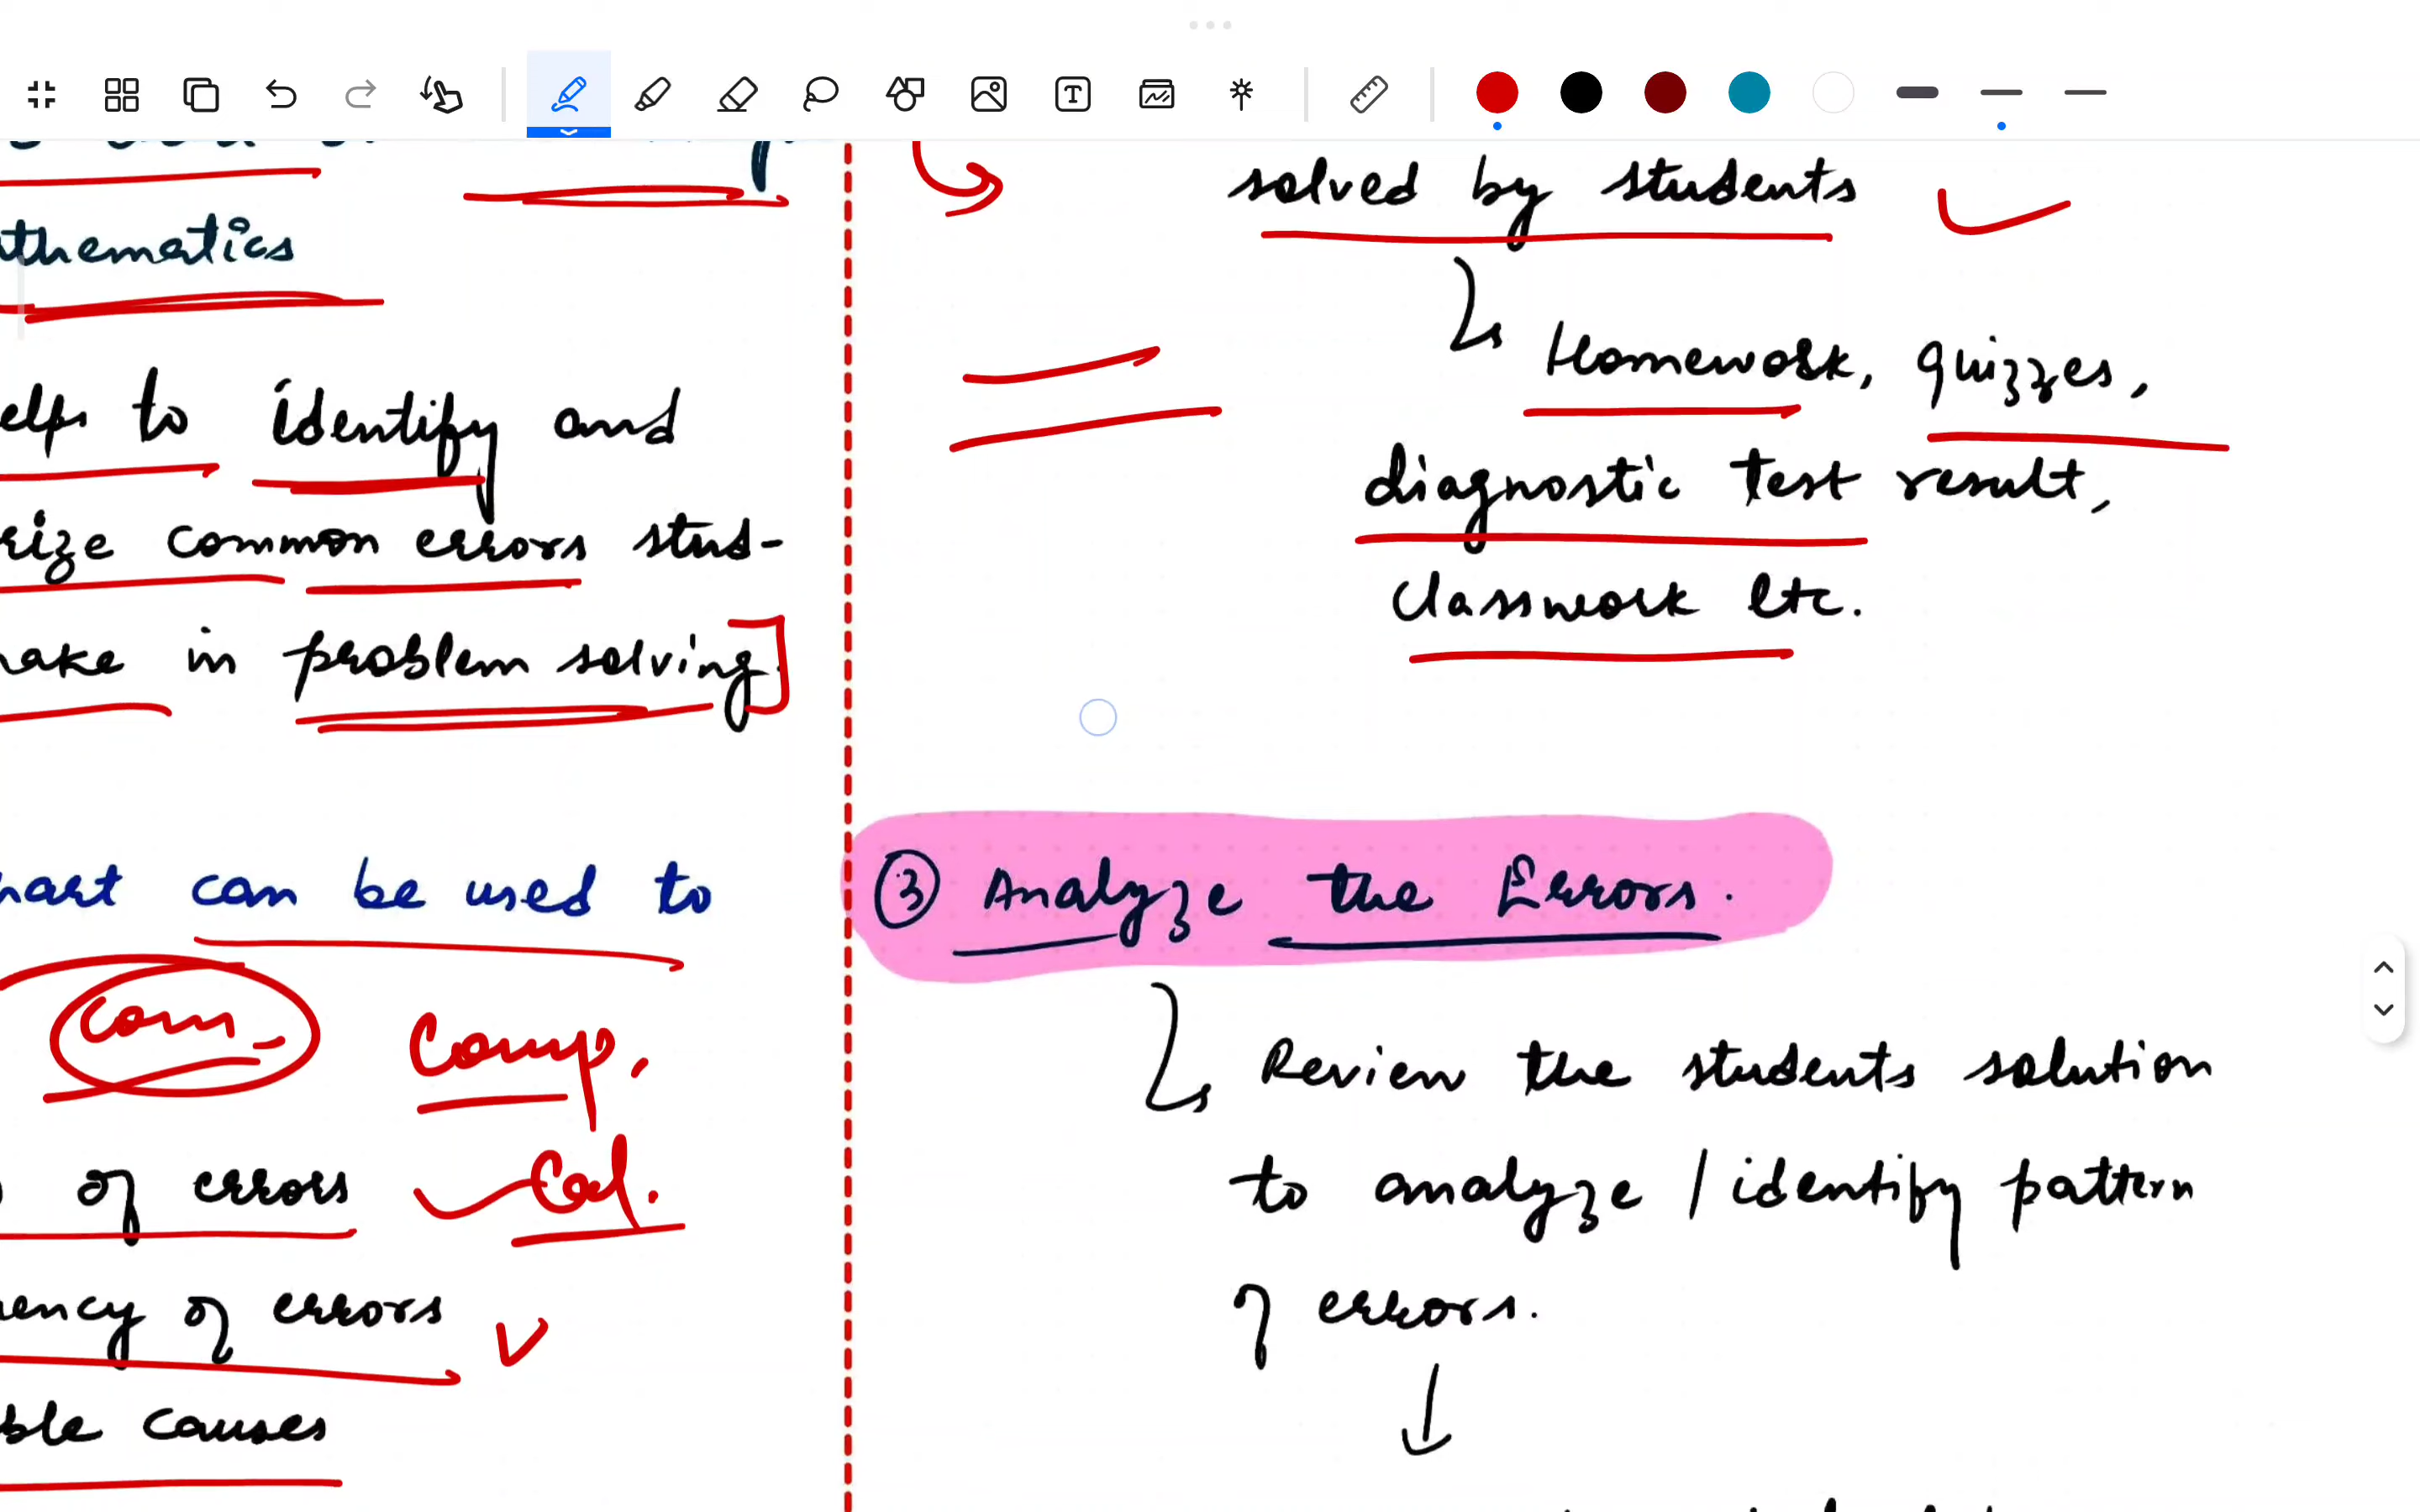 thematics
elps to identify and
rize common errors stud-
make in problem solving
hart can be used to
Com_ Comp.
of errors Cal.
ency of errors
ble causes
solved by students
Homework, quizzes,
diagnostic test result,
classwork etc.
③ Analyze the Errors.
Review the students solution
to analyze / identify pattern
of errors.